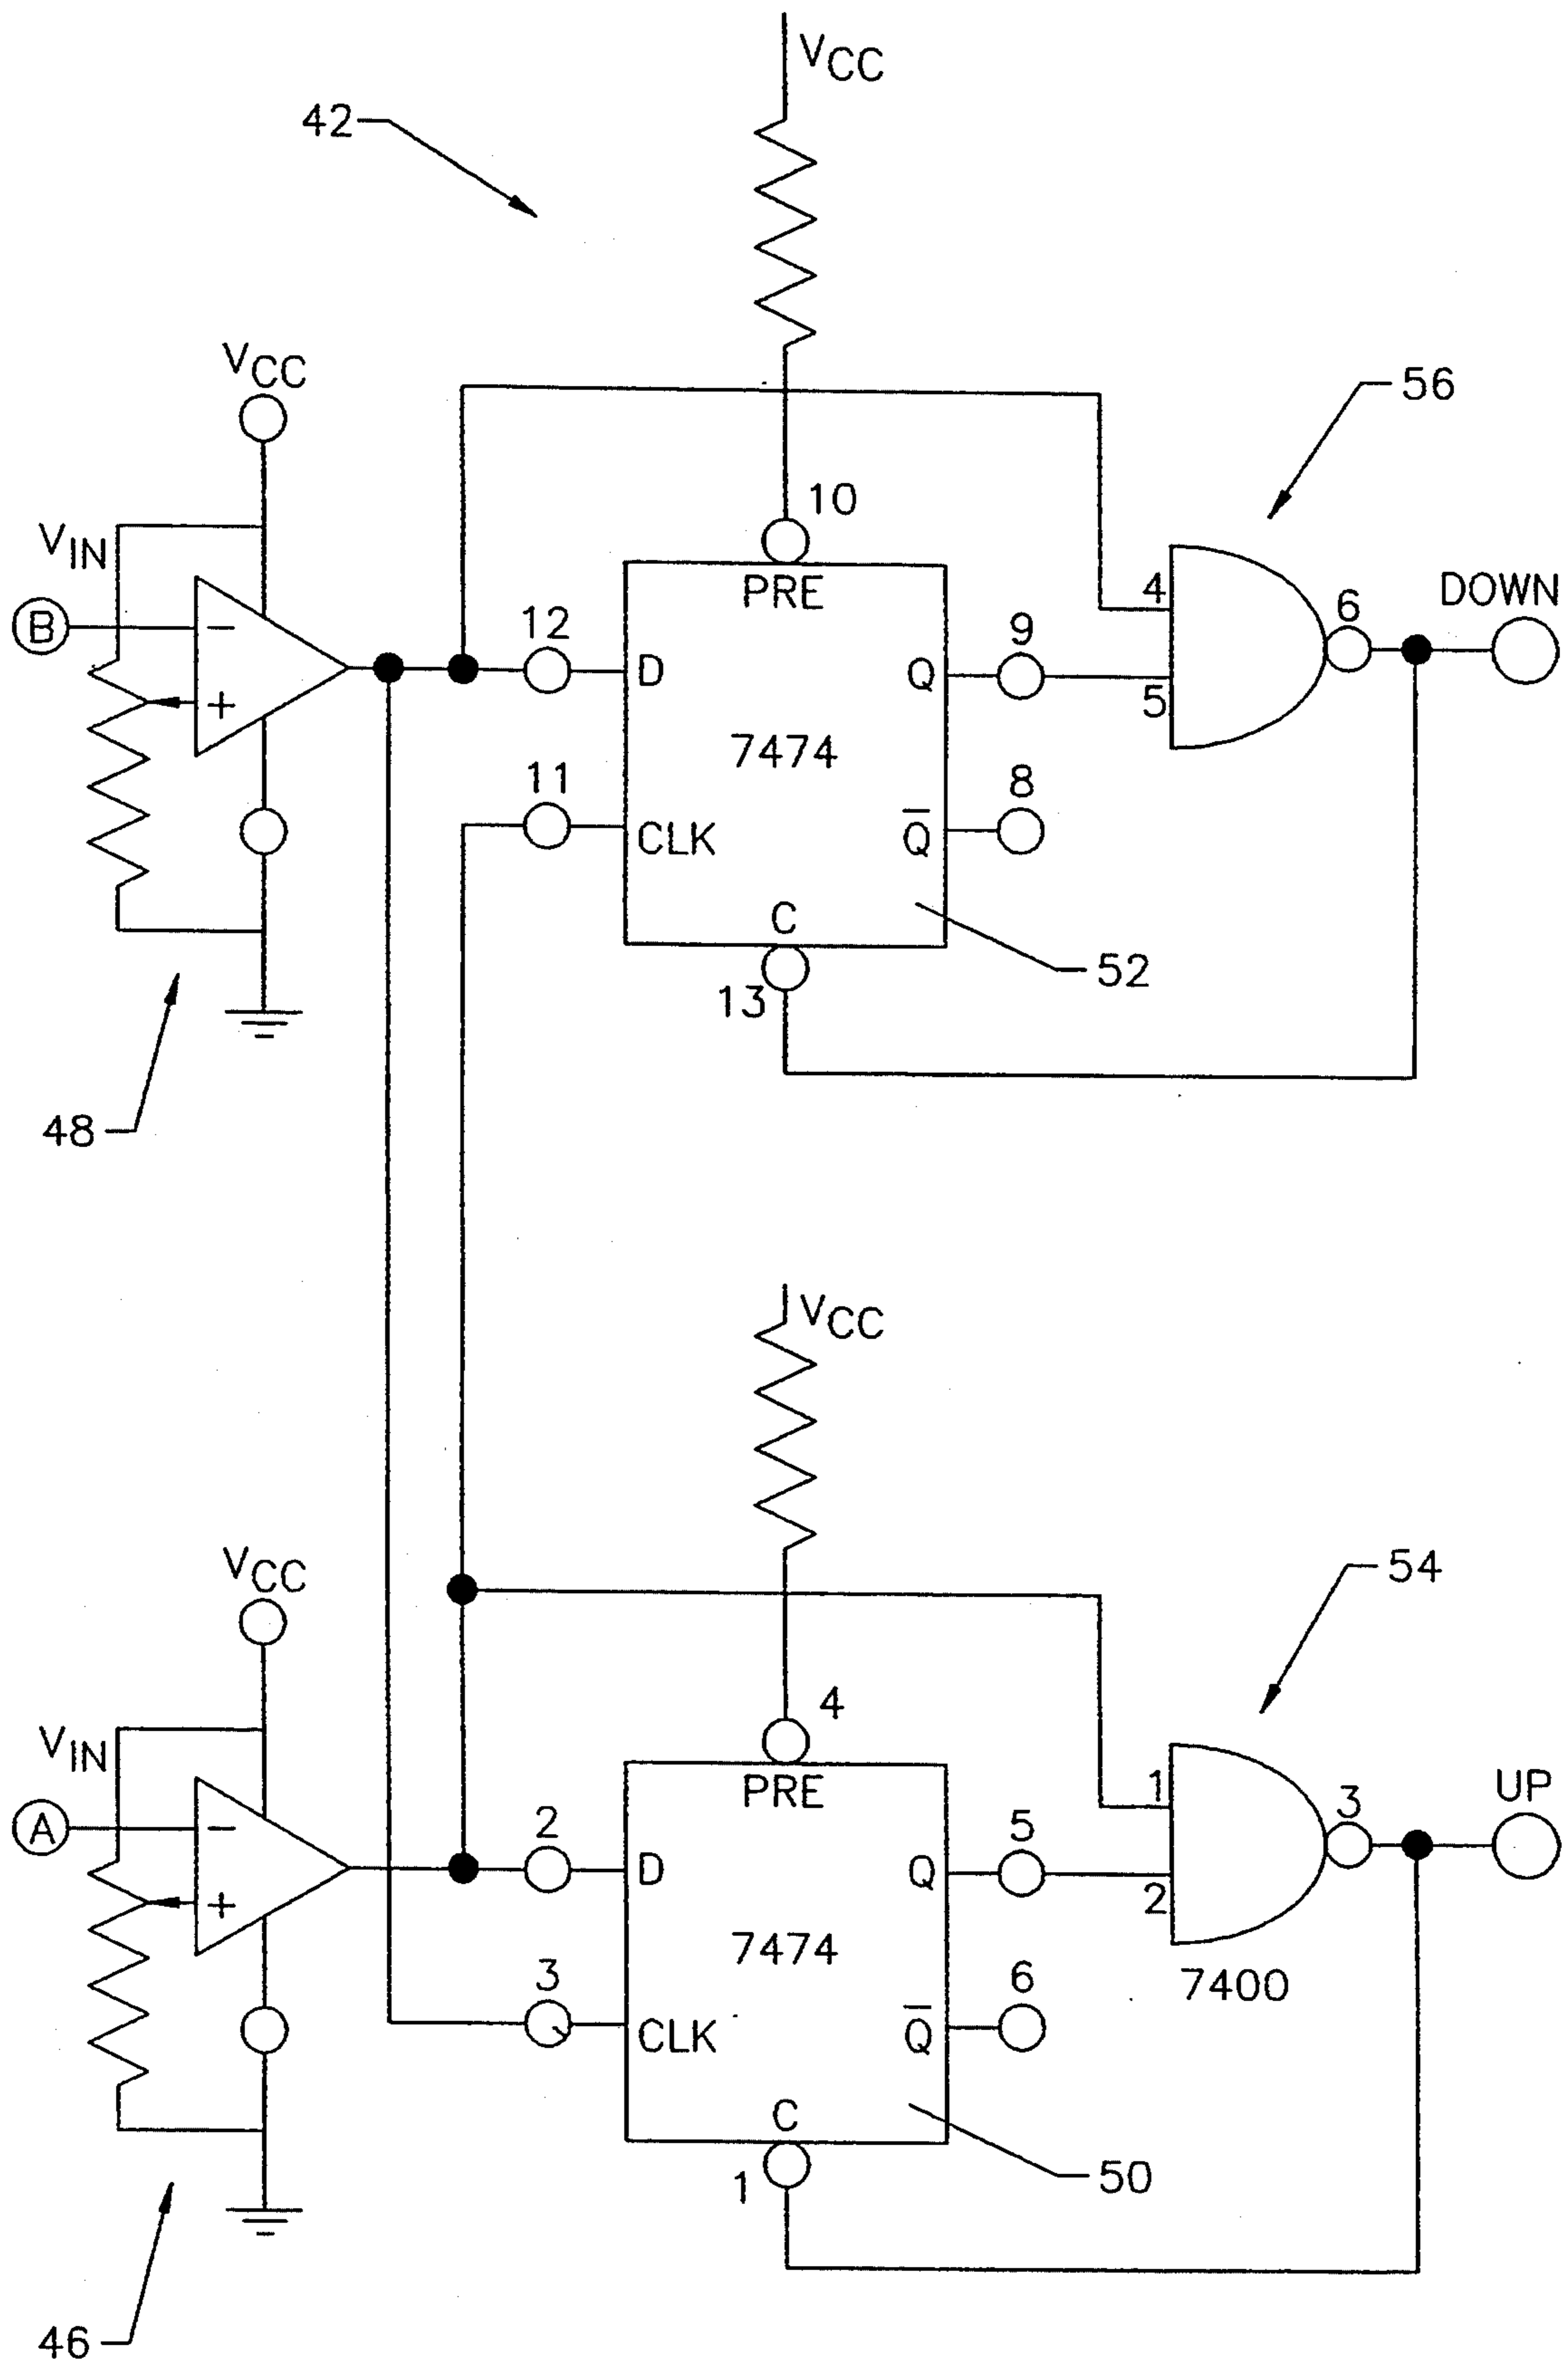 VCC
42
VCC
56
VIN
10
B
−
+
12
PRE
D
7474
Q
9
4
5
6
DOWN
11
CLK
Q̅
8
C
13
52
48
VCC
VCC
54
VIN
4
A
−
+
2
PRE
D
7474
Q
5
1
2
3
UP
7400
3
CLK
Q̅
6
C
1
50
46